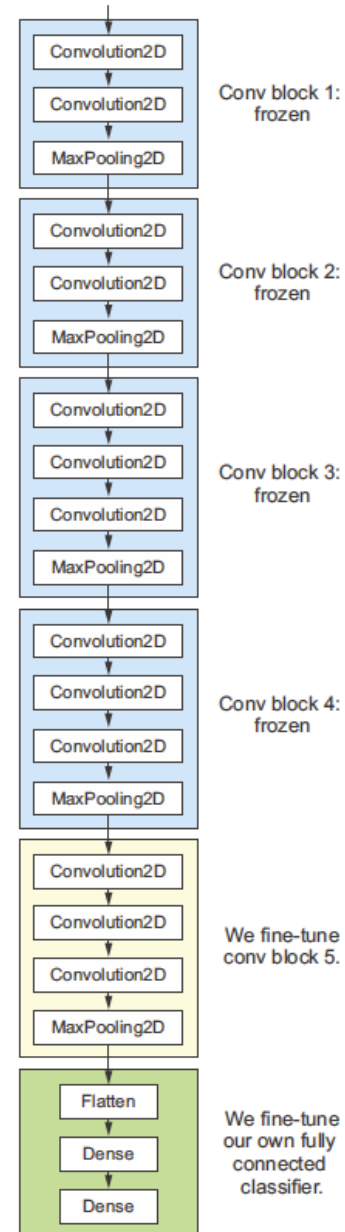 Convolution2D
Convolution2D
MaxPooling2D
Conv block 1:
frozen
Convolution2D
Convolution2D
MaxPooling2D
Conv block 2:
frozen
Convolution2D
Convolution2D
Convolution2D
MaxPooling2D
Conv block 3:
frozen
Convolution2D
Convolution2D
Convolution2D
MaxPooling2D
Conv block 4:
frozen
Convolution2D
Convolution2D
Convolution2D
MaxPooling2D
We fine-tune
conv block 5.
Flatten
Dense
Dense
We fine-tune
our own fully
connected
classifier.